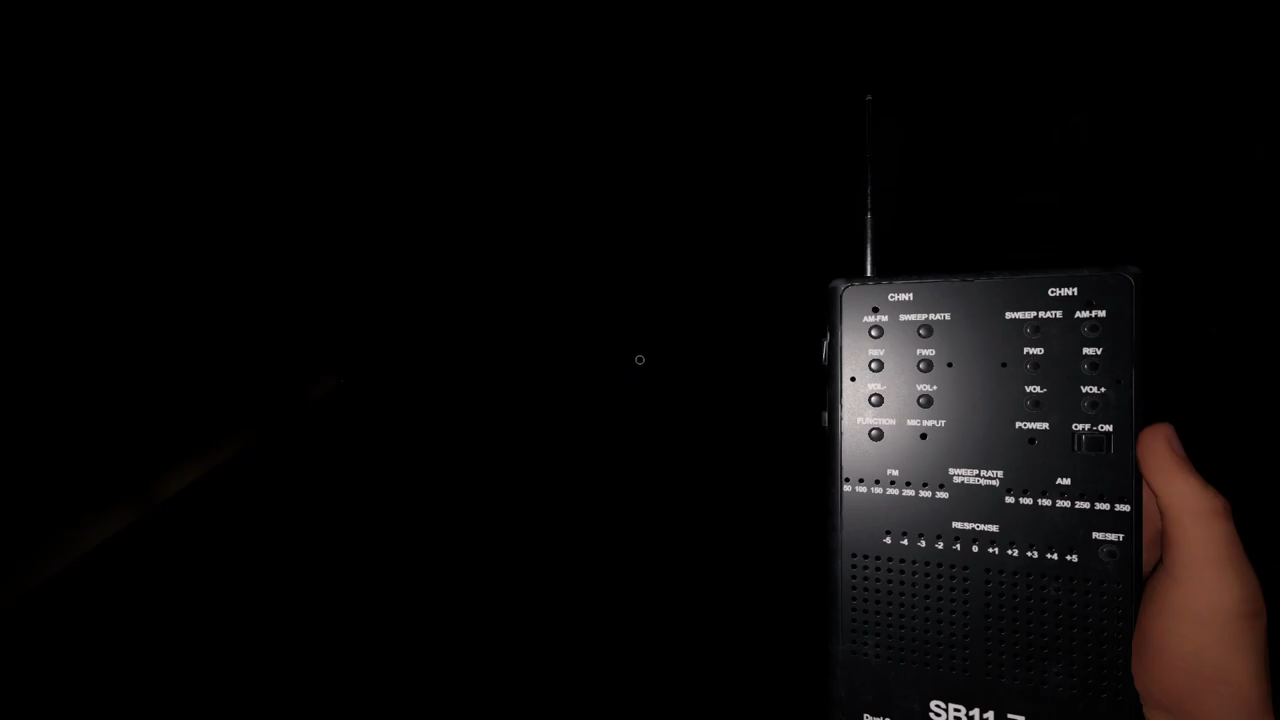 CHN1 CHN1
AM-FM SWEEP RATE SWEEP RATE AM-FM
REV FWD FWD REV
VOL- VOL+ VOL- VOL+
FUNCTION MIC INPUT POWER OFF - ON
FM SWEEP RATE AM
SPEED(ms)
50 100 150 200 250 300 350 50 100 150 200 250 300 350
RESPONSE
RESET
-5 -4 -3 -2 -1 0 +1 +2 +3 +4 +5